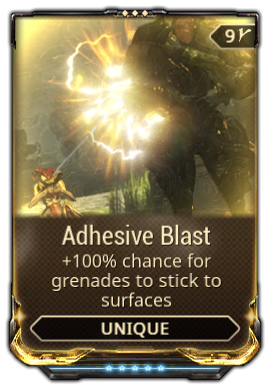 9
Adhesive Blast
+100% chance for
grenades to stick to
surfaces
UNIQUE